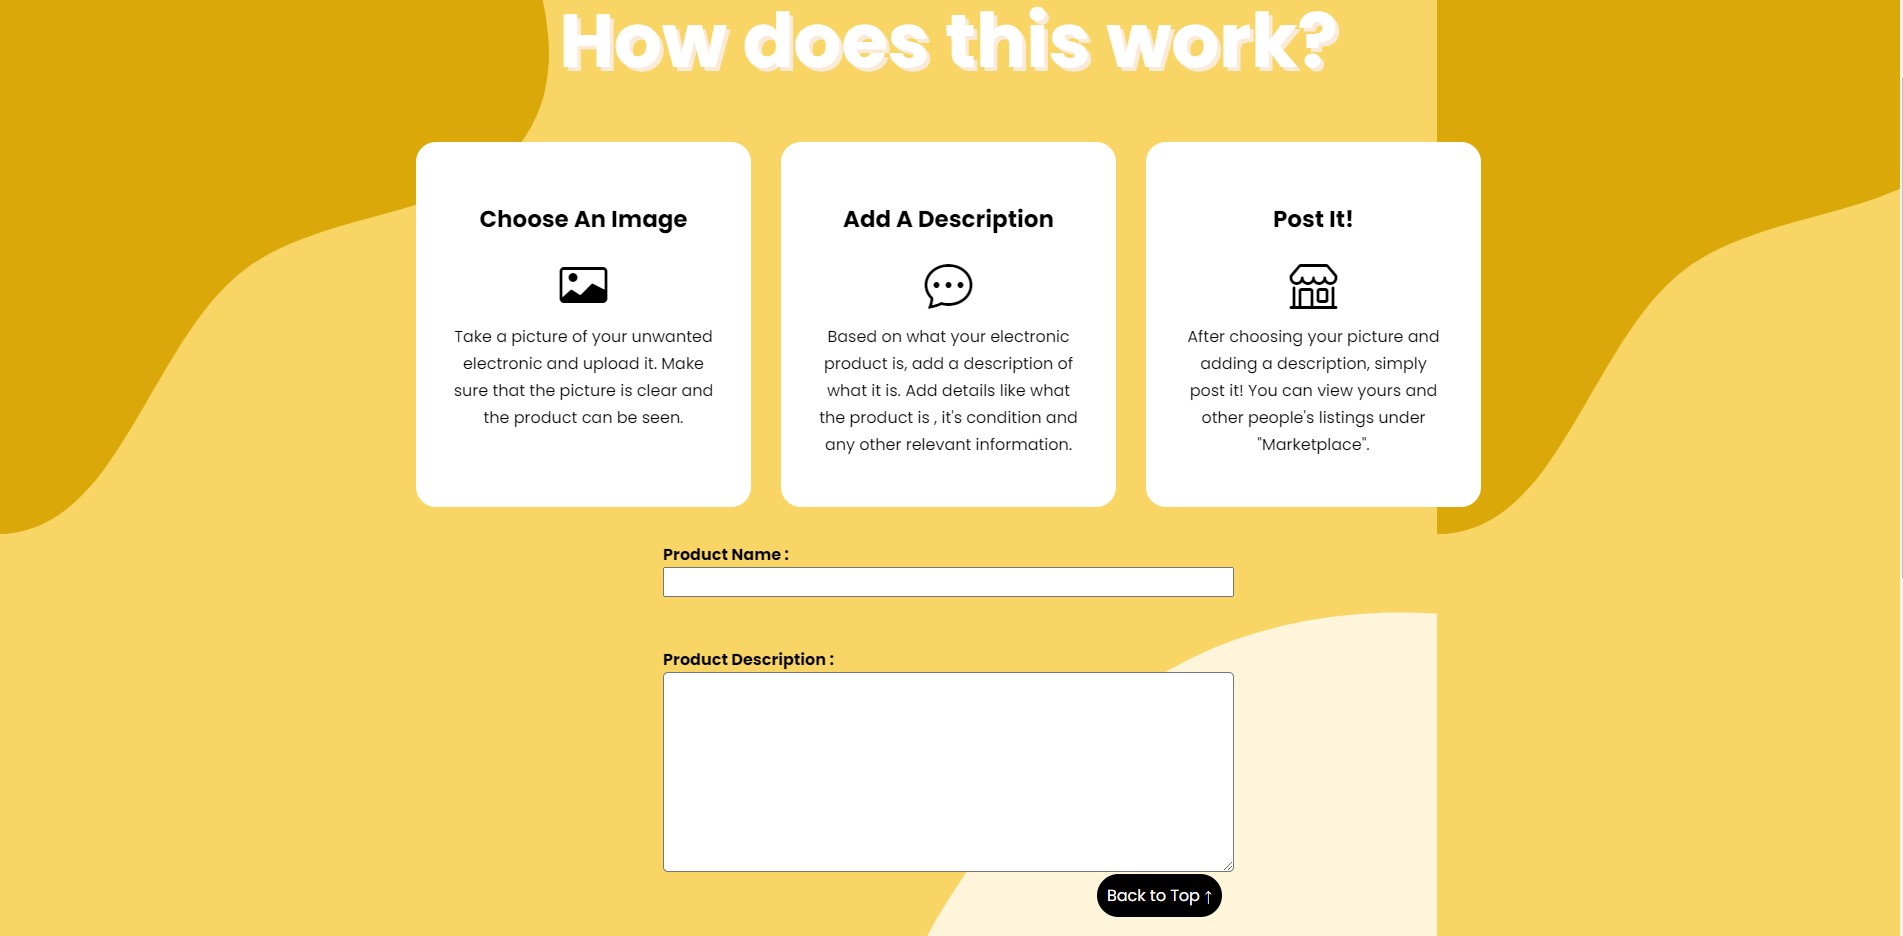 How does this work?
Choose An Image
Take a picture of your unwanted
electronic and upload it. Make
sure that the picture is clear and
the product can be seen.
Add A Description
Based on what your electronic
product is, add a description of
what it is. Add details like what
the product is , it's condition and
any other relevant information.
Post It!
After choosing your picture and
adding a description, simply
post it! You can view yours and
other people's listings under
"Marketplace".
Product Name :
Product Description :
Back to Top ↑